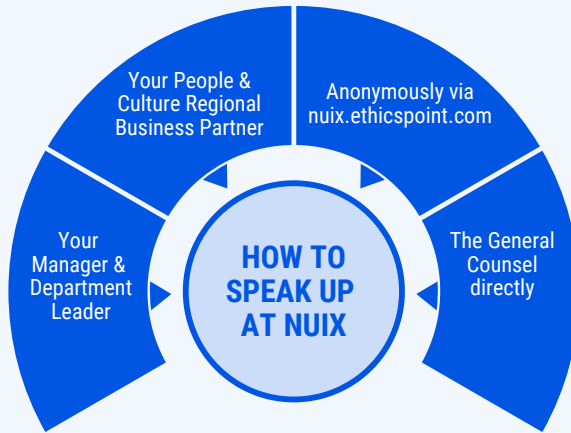 Your People &
Culture Regional
Business Partner
Anonymously via
nuix.ethicspoint.com
Your
Manager &
Department
Leader
HOW TO
SPEAK UP
AT NUIX
The General
Counsel
directly